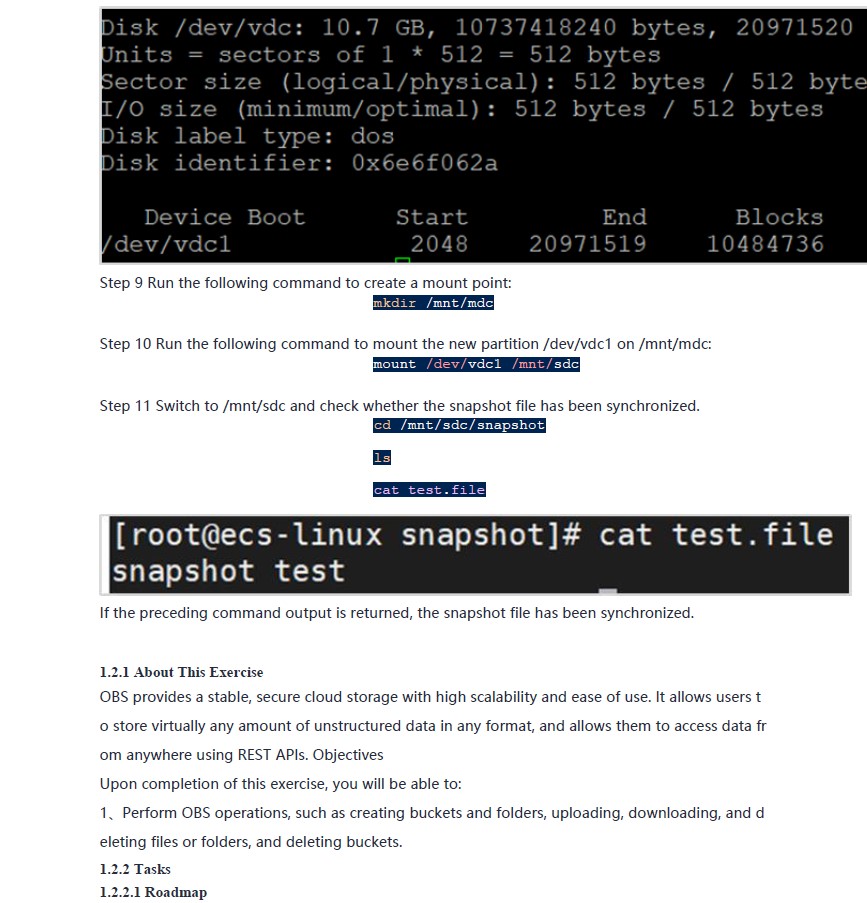 Disk /dev/vdc: 10.7 GB, 10737418240 bytes, 20971520
Units = sectors of 1 * 512 = 512 bytes
Sector size (logical/physical): 512 bytes / 512 byte
I/O size (minimum/optimal): 512 bytes / 512 bytes
Disk label type: dos
Disk identifier: 0x6e6f062a
Device Boot Start End Blocks
/dev/vdc1 2048 20971519 10484736
Step 9 Run the following command to create a mount point:
mkdir /mnt/mdc
Step 10 Run the following command to mount the new partition /dev/vdc1 on /mnt/mdc:
mount /dev/vdc1 /mnt/sdc
Step 11 Switch to /mnt/sdc and check whether the snapshot file has been synchronized.
cd /mnt/sdc/snapshot
ls
cat test.file
[root@ecs-linux snapshot]# cat test.file
snapshot test
If the preceding command output is returned, the snapshot file has been synchronized.
1.2.1 About This Exercise
OBS provides a stable, secure cloud storage with high scalability and ease of use. It allows users t
o store virtually any amount of unstructured data in any format, and allows them to access data fr
om anywhere using REST APIs. Objectives
Upon completion of this exercise, you will be able to:
1、Perform OBS operations, such as creating buckets and folders, uploading, downloading, and d
eleting files or folders, and deleting buckets.
1.2.2 Tasks
1.2.2.1 Roadmap